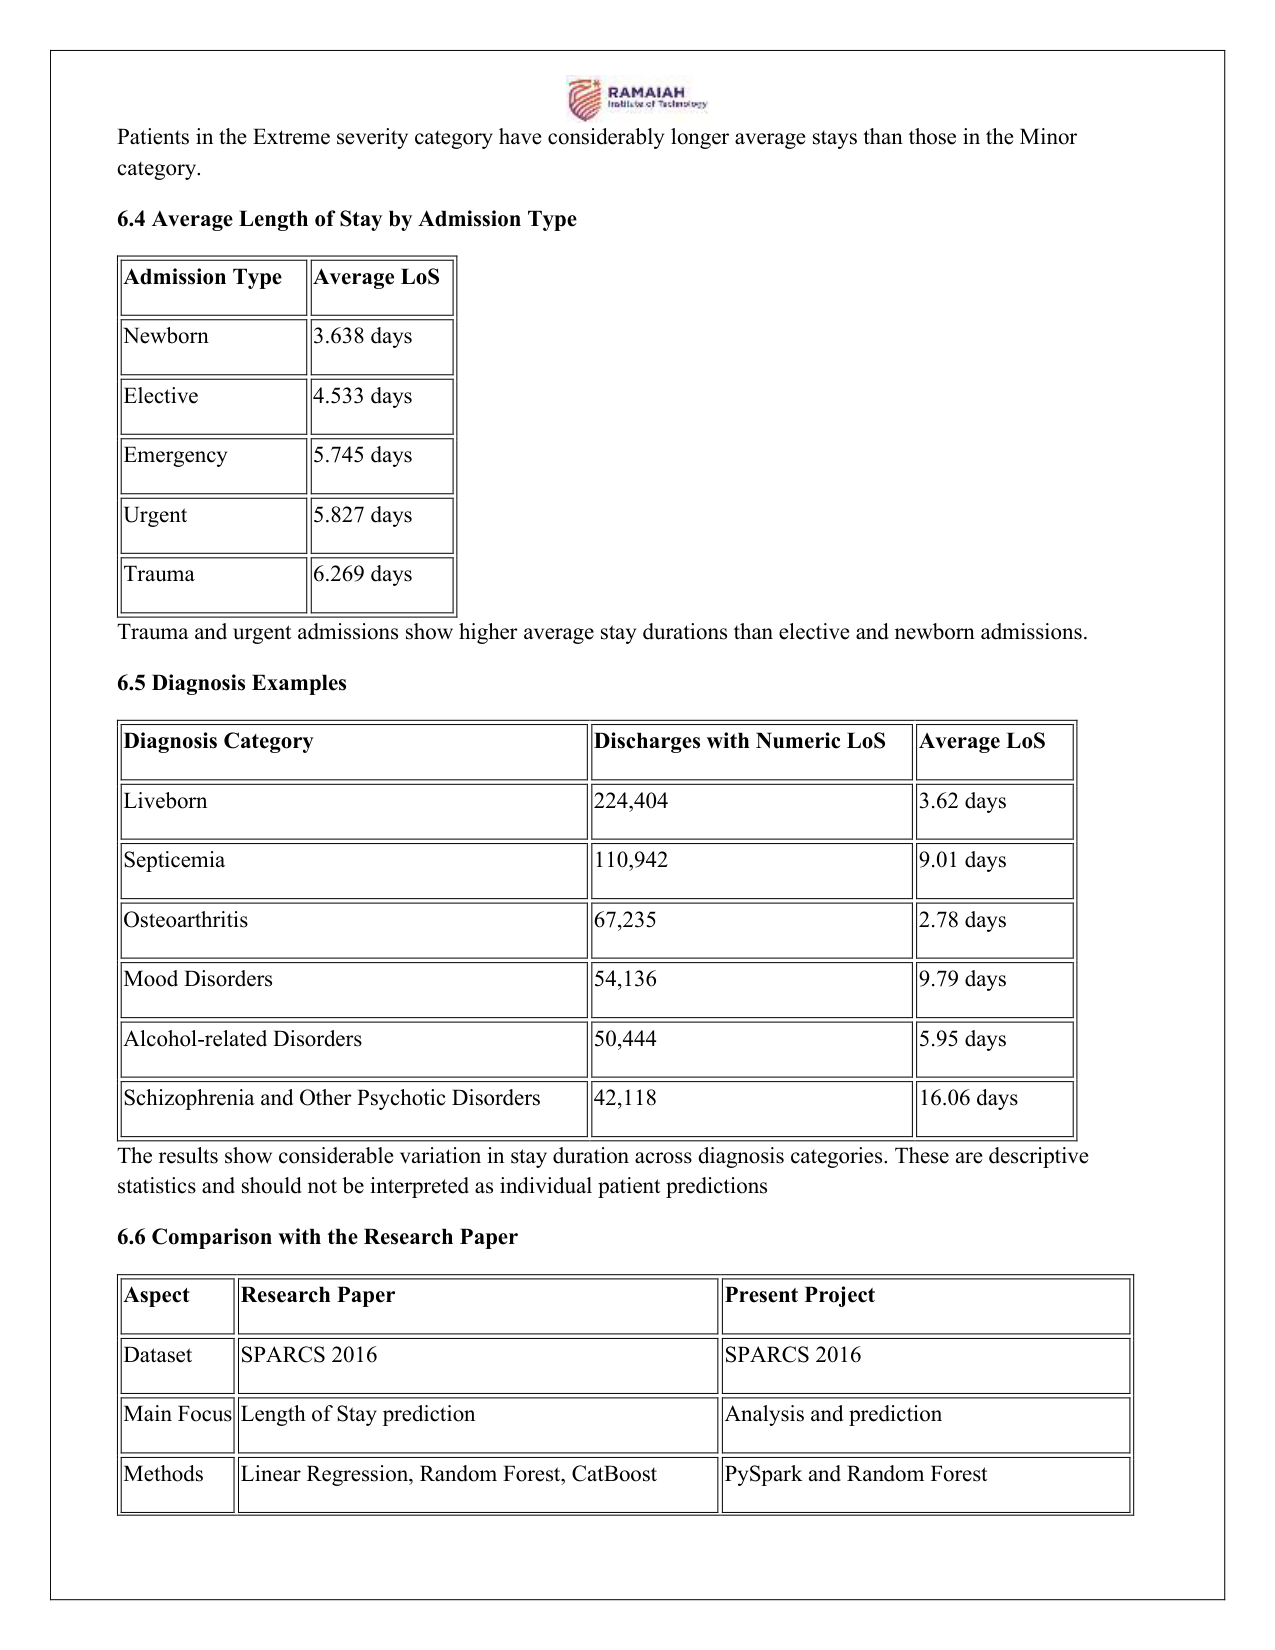 RAMAIAH
Institute of Technology
Patients in the Extreme severity category have considerably longer average stays than those in the Minor
category.
6.4 Average Length of Stay by Admission Type
Admission Type Average LoS
Newborn 3.638 days
Elective 4.533 days
Emergency 5.745 days
Urgent 5.827 days
Trauma 6.269 days
Trauma and urgent admissions show higher average stay durations than elective and newborn admissions.
6.5 Diagnosis Examples
Diagnosis Category Discharges with Numeric LoS Average LoS
Liveborn 224,404 3.62 days
Septicemia 110,942 9.01 days
Osteoarthritis 67,235 2.78 days
Mood Disorders 54,136 9.79 days
Alcohol-related Disorders 50,444 5.95 days
Schizophrenia and Other Psychotic Disorders 42,118 16.06 days
The results show considerable variation in stay duration across diagnosis categories. These are descriptive
statistics and should not be interpreted as individual patient predictions
6.6 Comparison with the Research Paper
Aspect Research Paper Present Project
Dataset SPARCS 2016 SPARCS 2016
Main Focus Length of Stay prediction Analysis and prediction
Methods Linear Regression, Random Forest, CatBoost PySpark and Random Forest